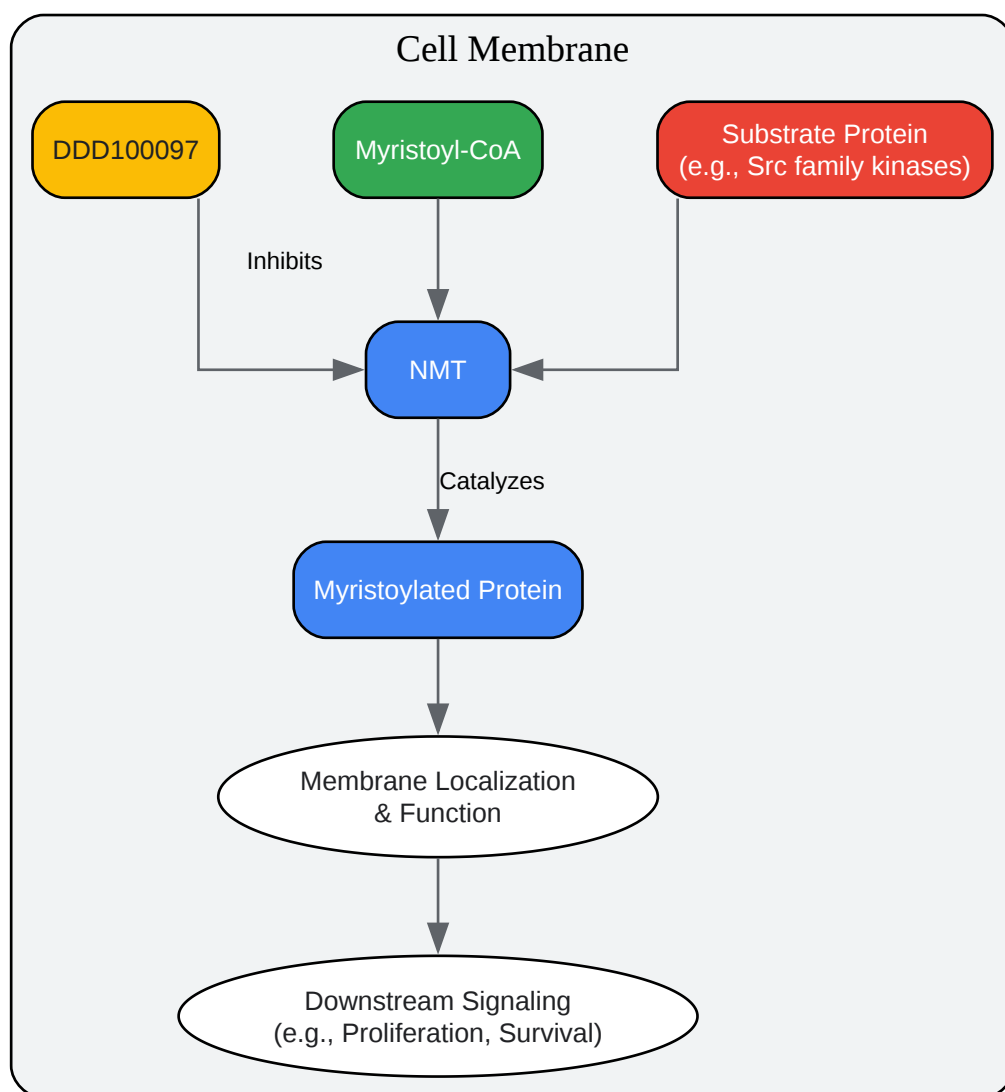 Cell Membrane
DDD100097
Myristoyl-CoA
Substrate Protein
(e.g., Src family kinases)
Inhibits
NMT
Catalyzes
Myristoylated Protein
Membrane Localization
& Function
Downstream Signaling
(e.g., Proliferation, Survival)